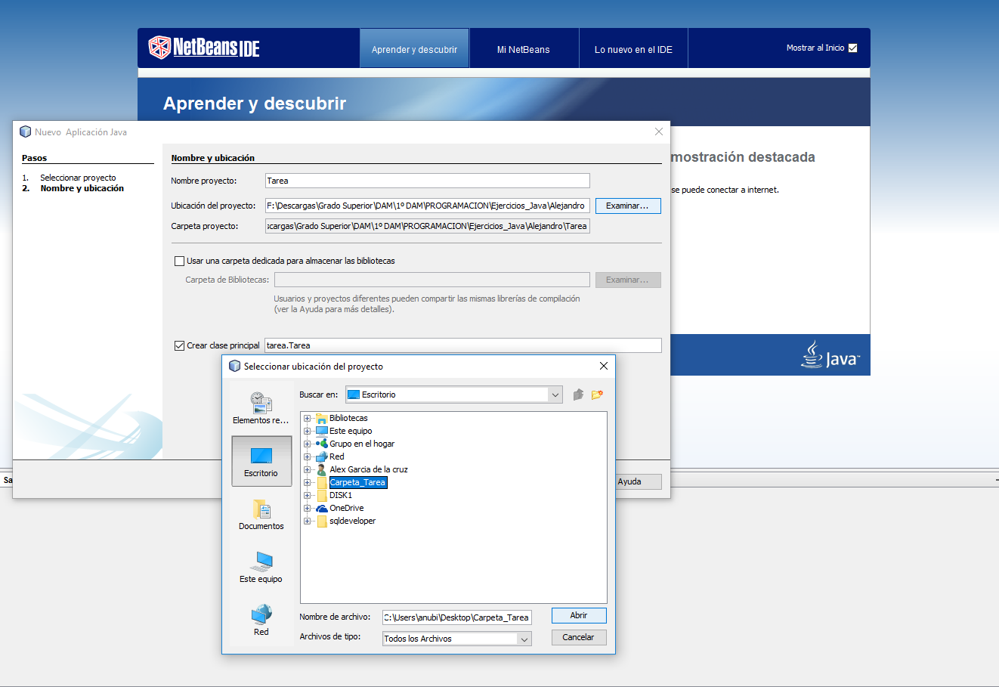 NetBeans IDE
Aprender y descubrir
Mi NetBeans
Lo nuevo en el IDE
Mostrar al Inicio
Aprender y descubrir
mostración destacada
se puede conectar a internet.
Java™
Nuevo Aplicación Java
Pasos
1. Seleccionar proyecto
2. Nombre y ubicación
Nombre y ubicación
Nombre proyecto: Tarea
Ubicación del proyecto: F:\Descargas\Grado Superior\DAM\1º DAM\PROGRAMACION\Ejercicios_Java\Alejandro Examinar...
Carpeta proyecto: scargas\Grado Superior\DAM\1º DAM\PROGRAMACION\Ejercicios_Java\Alejandro\Tarea
Usar una carpeta dedicada para almacenar las bibliotecas
Carpeta de Bibliotecas: Examinar...
Usuarios y proyectos diferentes pueden compartir las mismas librerías de compilación
(ver la Ayuda para más detalles).
Crear clase principal tarea.Tarea
Ayuda
Sa
Seleccionar ubicación del proyecto
Buscar en: Escritorio
Elementos re...
Escritorio
Documentos
Este equipo
Red
Bibliotecas
Este equipo
Grupo en el hogar
Red
Alex Garcia de la cruz
Carpeta_Tarea
DISK1
OneDrive
sqldeveloper
Nombre de archivo: C:\Users\anubi\Desktop\Carpeta_Tarea Abrir
Archivos de tipo: Todos los Archivos Cancelar